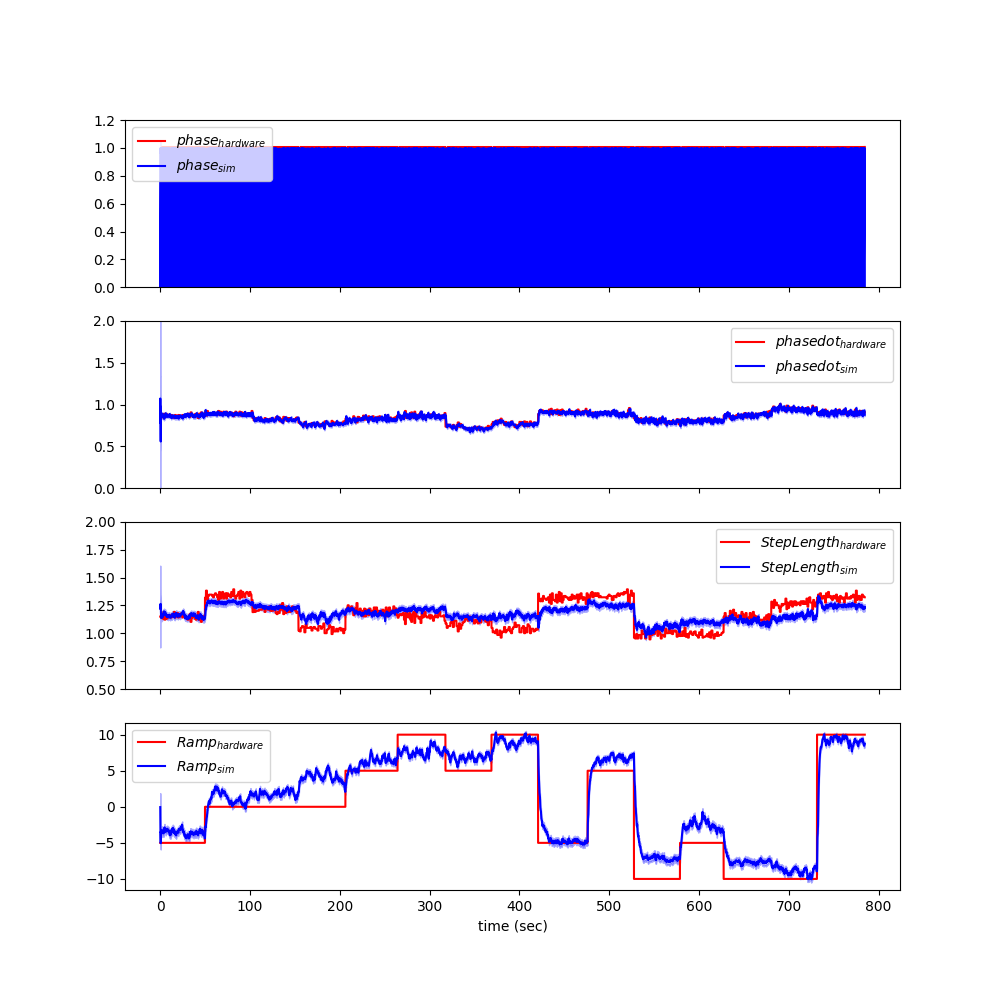 1.2
1.0
0.8
0.6
0.4
0.2
0.0
phase_hardware
phase_sim
2.0
1.5
1.0
0.5
0.0
phasedot_hardware
phasedot_sim
2.00
1.75
1.50
1.25
1.00
0.75
0.50
StepLength_hardware
StepLength_sim
10
5
0
−5
−10
Ramp_hardware
Ramp_sim
0 100 200 300 400 500 600 700 800
time (sec)